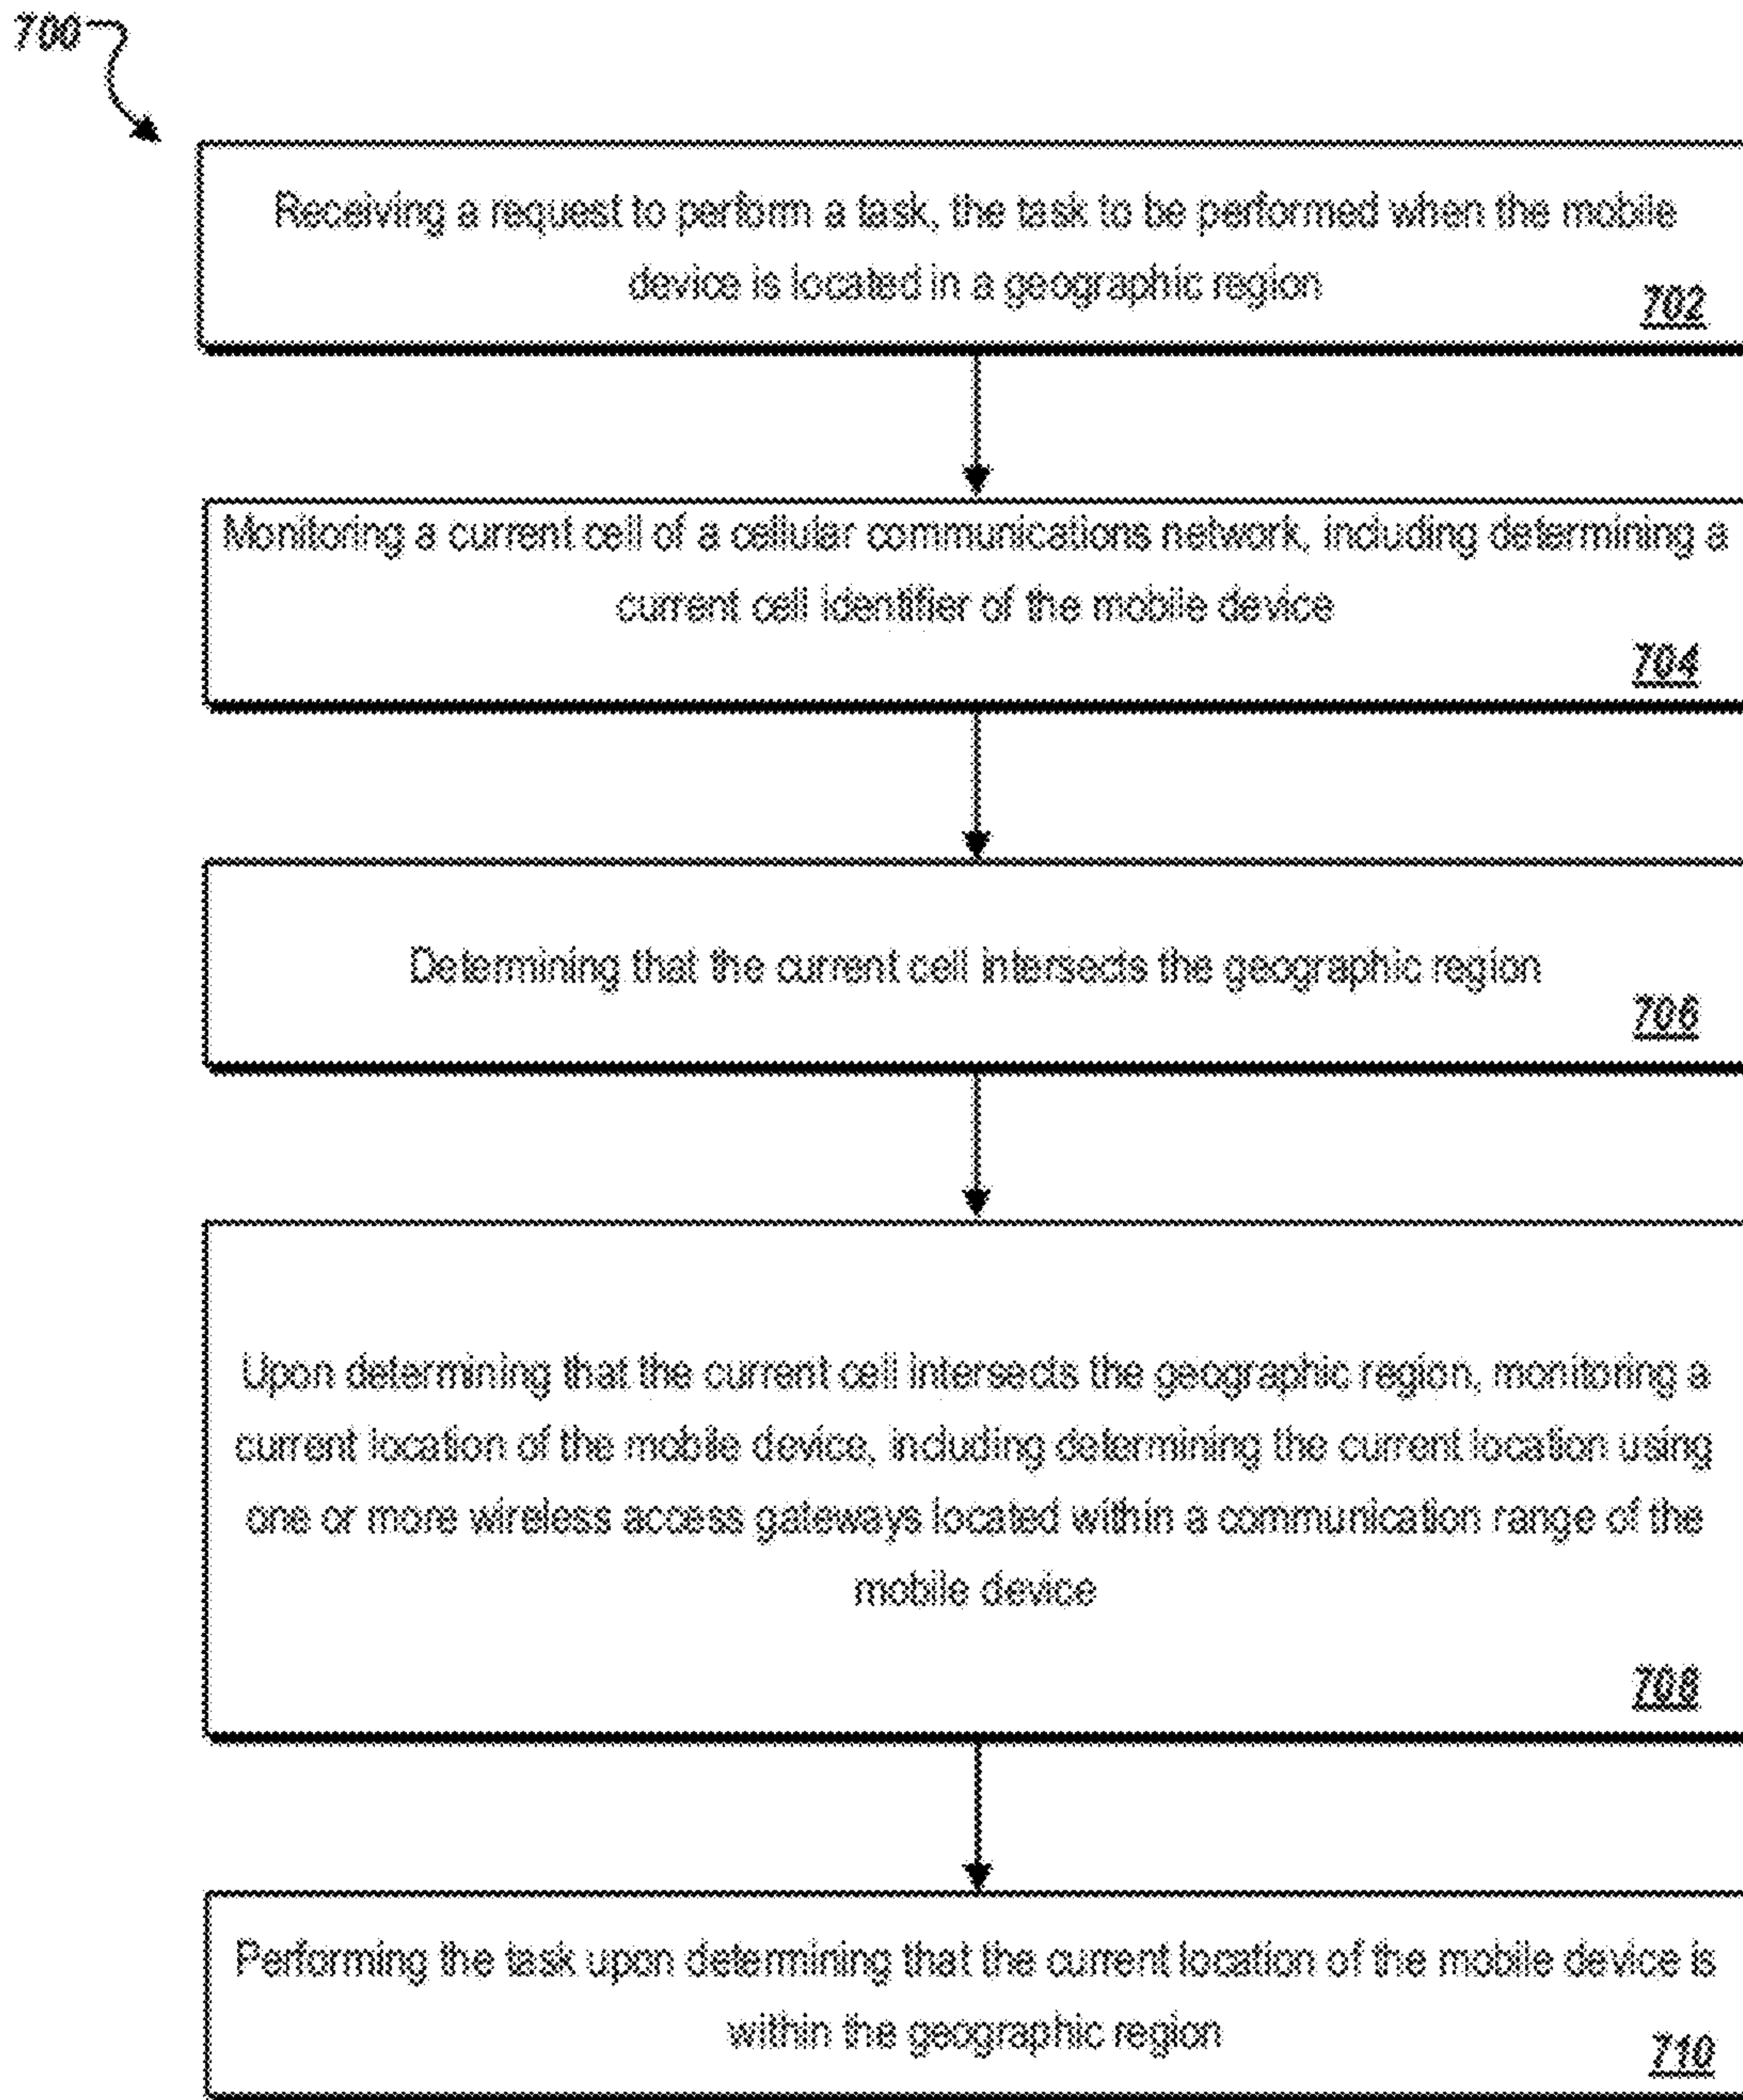 700
Receiving a request to perform a task, the task to be performed when the mobile
device is located in a geographic region
702
Monitoring a current cell of a cellular communications network, including determining a
current cell identifier of the mobile device
704
Determining that the current cell intersects the geographic region
706
Upon determining that the current cell intersects the geographic region, monitoring a
current location of the mobile device, including determining the current location using
one or more wireless access gateways located within a communication range of the
mobile device
708
Performing the task upon determining that the current location of the mobile device is
within the geographic region
710